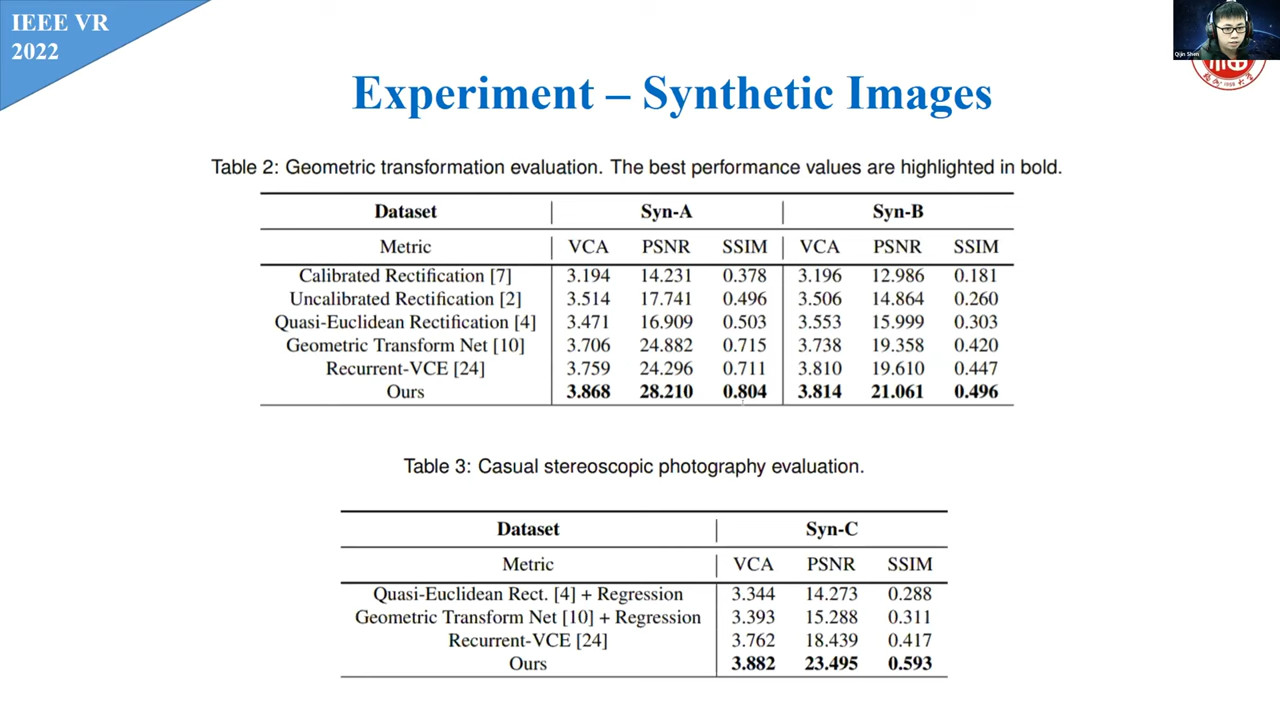 IEEE VR
2022
Qijin Shen
Experiment – Synthetic Images
Table 2: Geometric transformation evaluation. The best performance values are highlighted in bold.
Dataset | Syn-A | Syn-B
Metric | VCA PSNR SSIM | VCA PSNR SSIM
Calibrated Rectification [7] 3.194 14.231 0.378 3.196 12.986 0.181
Uncalibrated Rectification [2] 3.514 17.741 0.496 3.506 14.864 0.260
Quasi-Euclidean Rectification [4] 3.471 16.909 0.503 3.553 15.999 0.303
Geometric Transform Net [10] 3.706 24.882 0.715 3.738 19.358 0.420
Recurrent-VCE [24] 3.759 24.296 0.711 3.810 19.610 0.447
Ours 3.868 28.210 0.804 3.814 21.061 0.496
Table 3: Casual stereoscopic photography evaluation.
Dataset | Syn-C
Metric | VCA PSNR SSIM
Quasi-Euclidean Rect. [4] + Regression 3.344 14.273 0.288
Geometric Transform Net [10] + Regression 3.393 15.288 0.311
Recurrent-VCE [24] 3.762 18.439 0.417
Ours 3.882 23.495 0.593